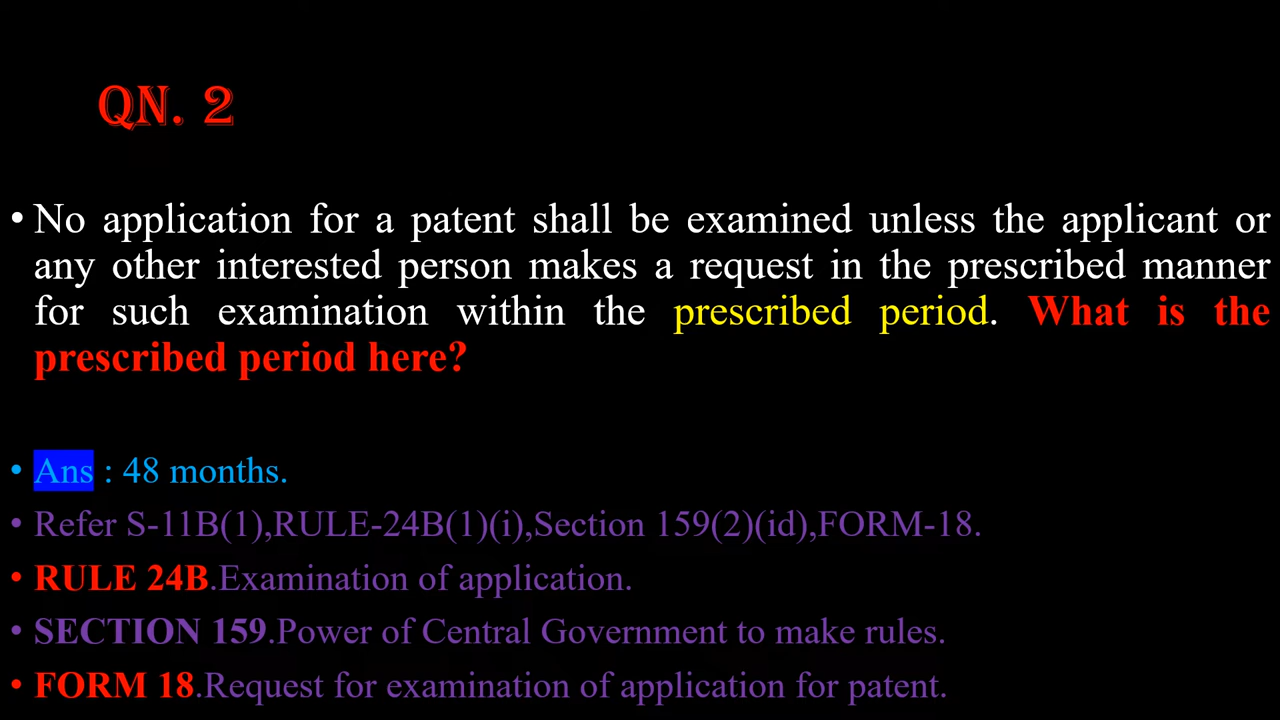 QN. 2
• No application for a patent shall be examined unless the applicant or
any other interested person makes a request in the prescribed manner
for such examination within the prescribed period. What is the
prescribed period here?
• Ans : 48 months.
• Refer S-11B(1),RULE-24B(1)(i),Section 159(2)(id),FORM-18.
• RULE 24B.Examination of application.
• SECTION 159.Power of Central Government to make rules.
• FORM 18.Request for examination of application for patent.